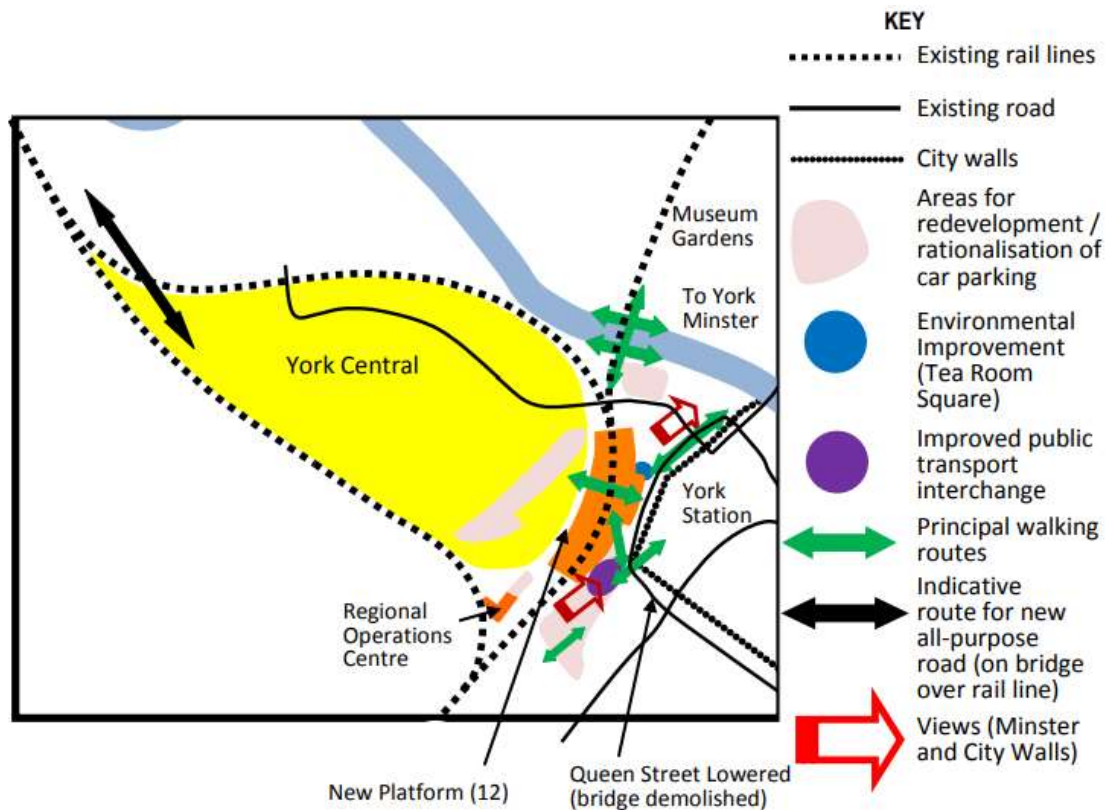 KEY
Existing rail lines
Existing road
City walls
Areas for
redevelopment /
rationalisation of
car parking
Environmental
Improvement
(Tea Room
Square)
Improved public
transport
interchange
Principal walking
routes
Indicative
route for new
all-purpose
road (on bridge
over rail line)
Views (Minster
and City Walls)
Museum
Gardens
To York
Minster
York Central
York
Station
Regional
Operations
Centre
New Platform (12)
Queen Street Lowered
(bridge demolished)